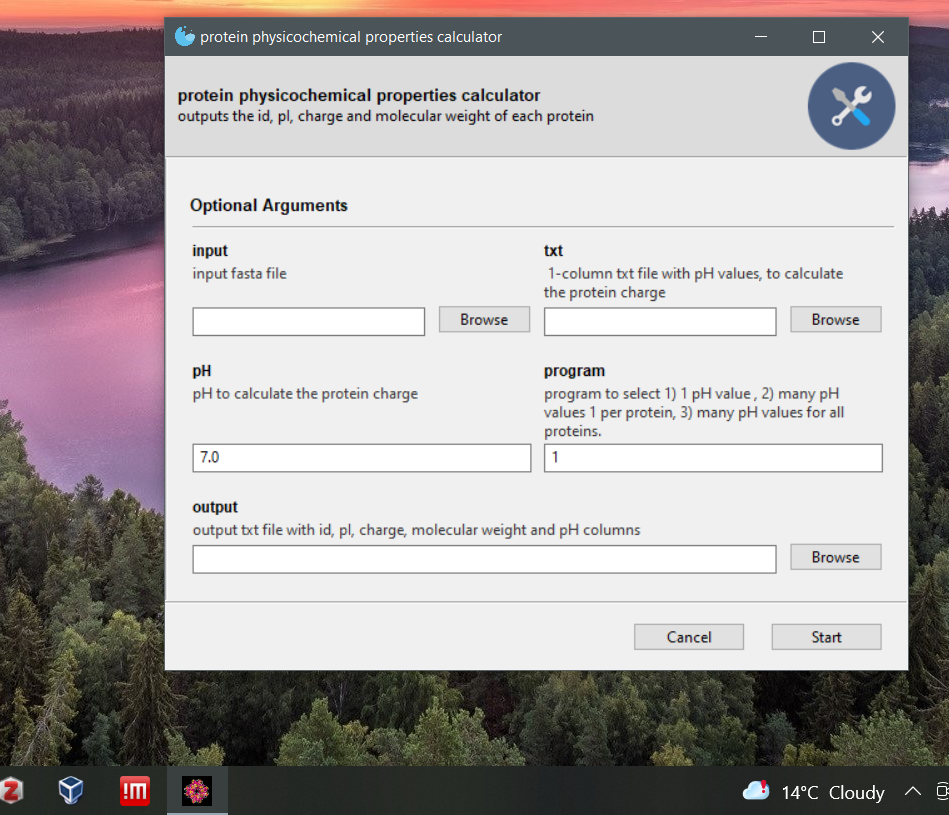 protein physicochemical properties calculator
protein physicochemical properties calculator
outputs the id, pI, charge and molecular weight of each protein
Optional Arguments
input
input fasta file
Browse
txt
1-column txt file with pH values, to calculate
the protein charge
Browse
pH
pH to calculate the protein charge
7.0
program
program to select 1) 1 pH value , 2) many pH
values 1 per protein, 3) many pH values for all
proteins.
1
output
output txt file with id, pI, charge, molecular weight and pH columns
Browse
Cancel
Start
Z
!M
14°C Cloudy